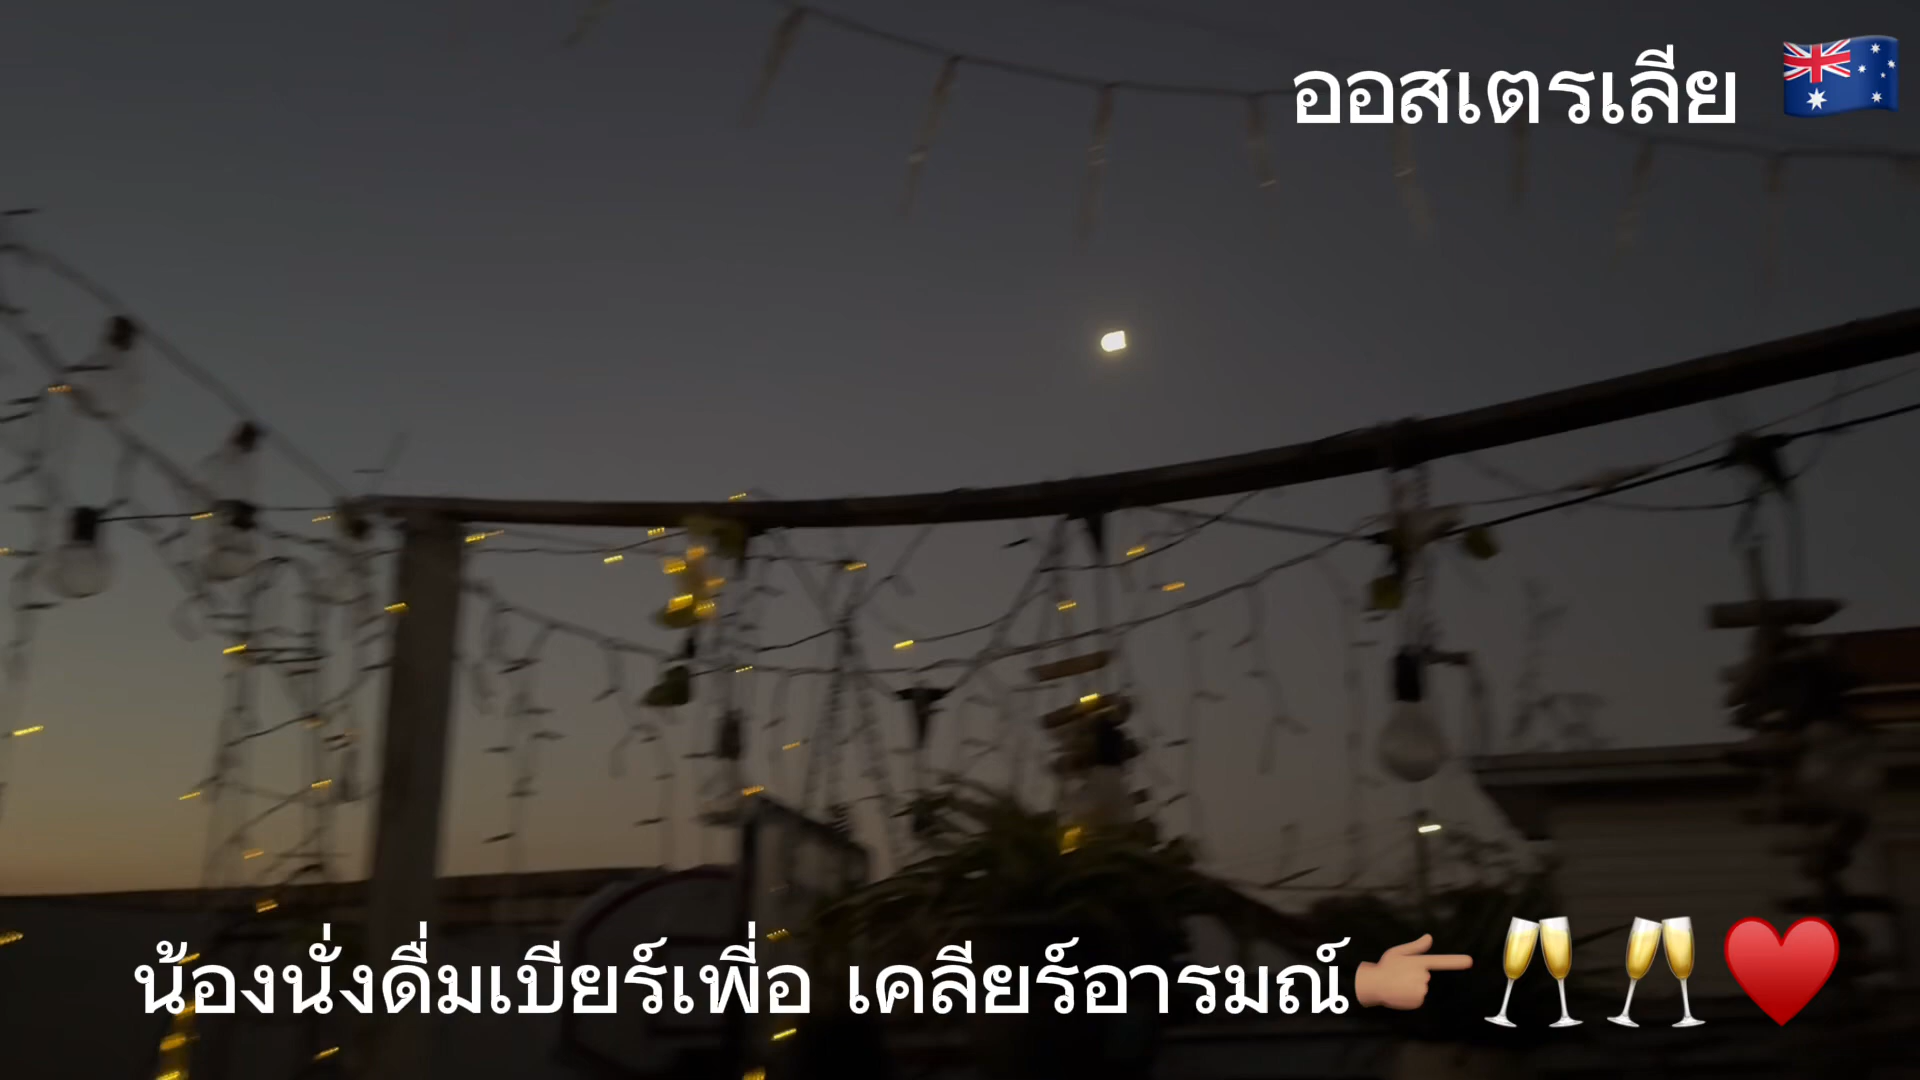 ออสเตรเลีย 🇦🇺
น้องนั่งดื่มเบียร์เพื่อ เคลียร์อารมณ์👉🥂🥂♥️